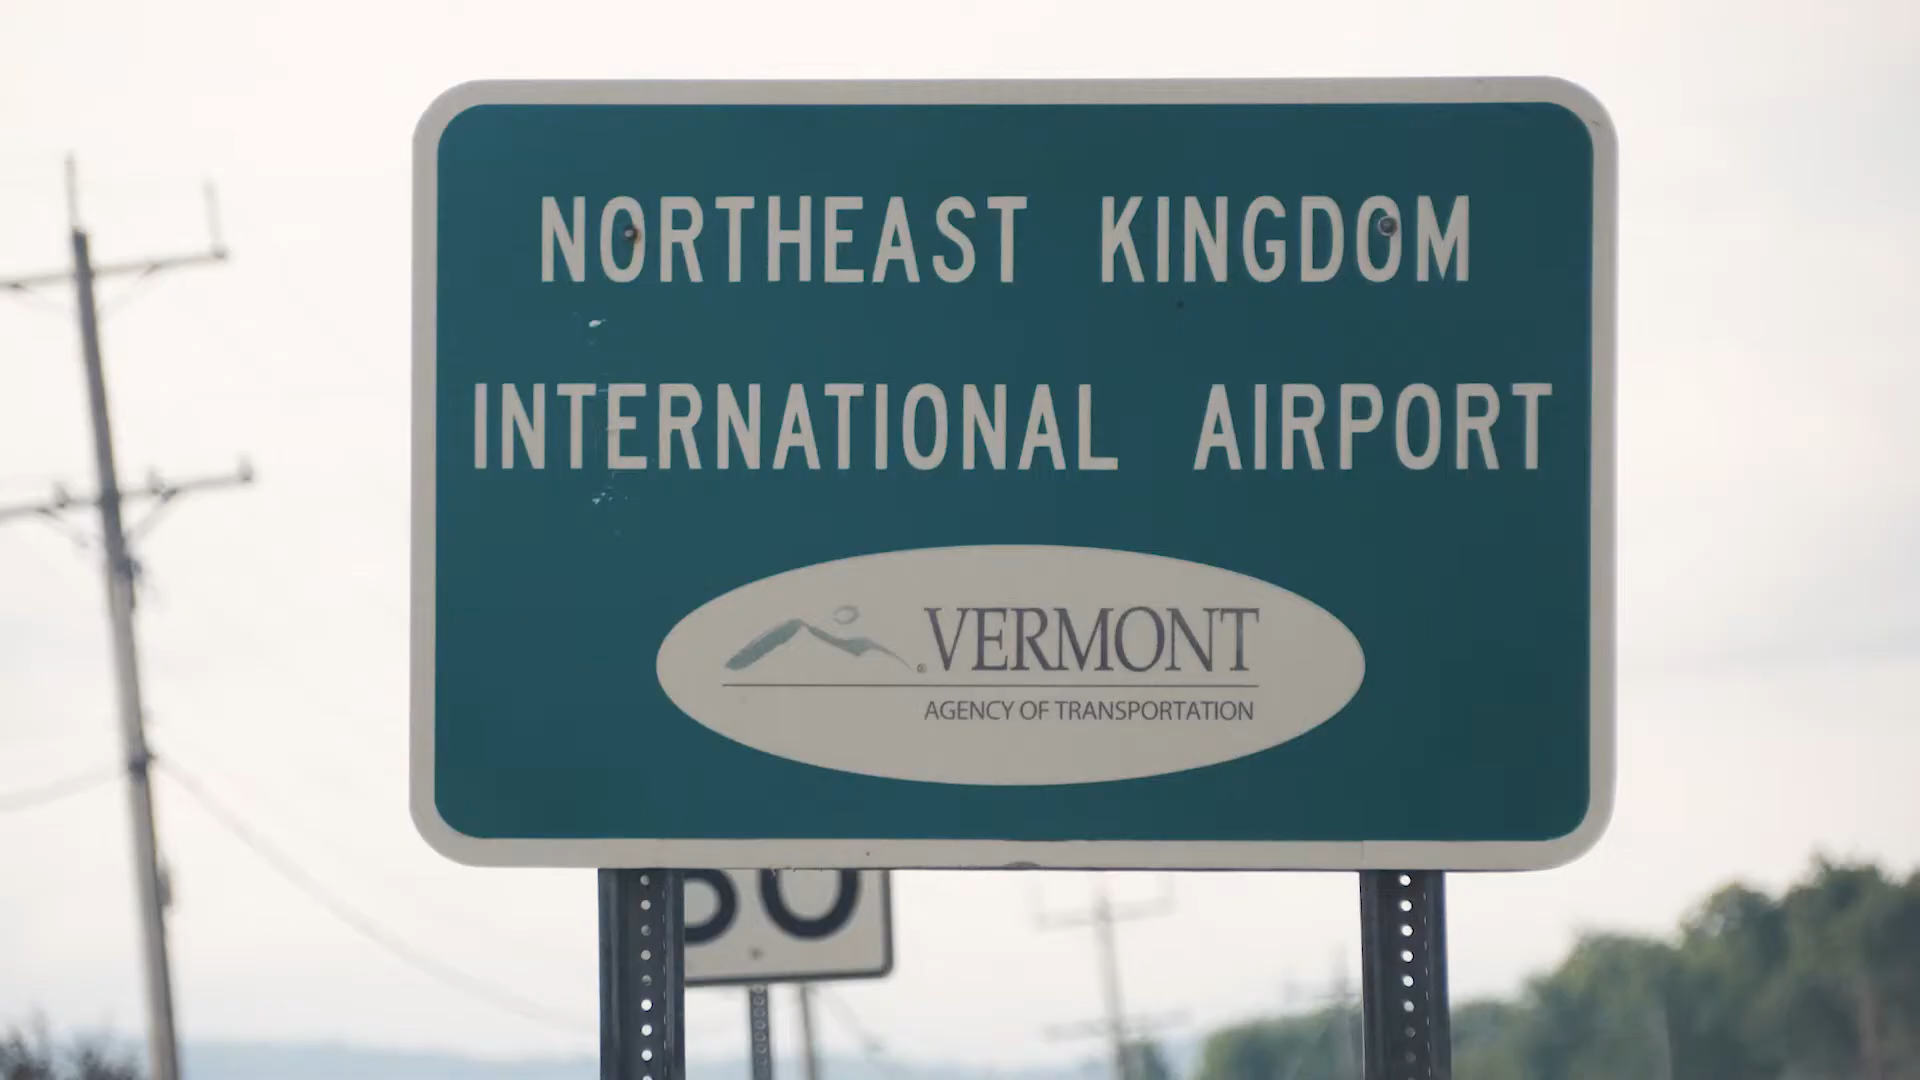 NORTHEAST KINGDOM
INTERNATIONAL AIRPORT
®VERMONT
AGENCY OF TRANSPORTATION